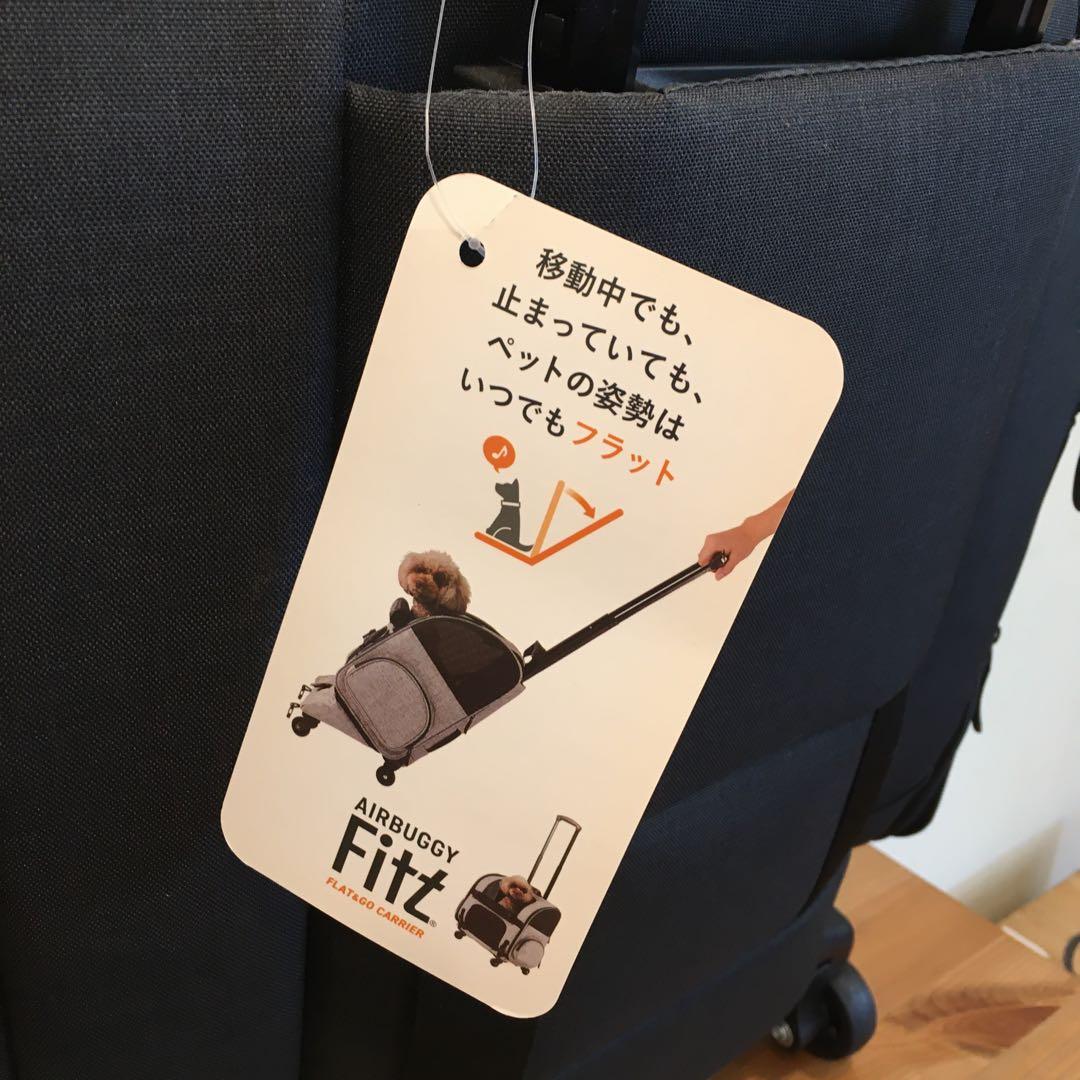 移動中でも、
止まっていても、
ペットの姿勢は
いつでもフラット
AIRBUGGY
Fitt®
FLAT&GO CARRIER